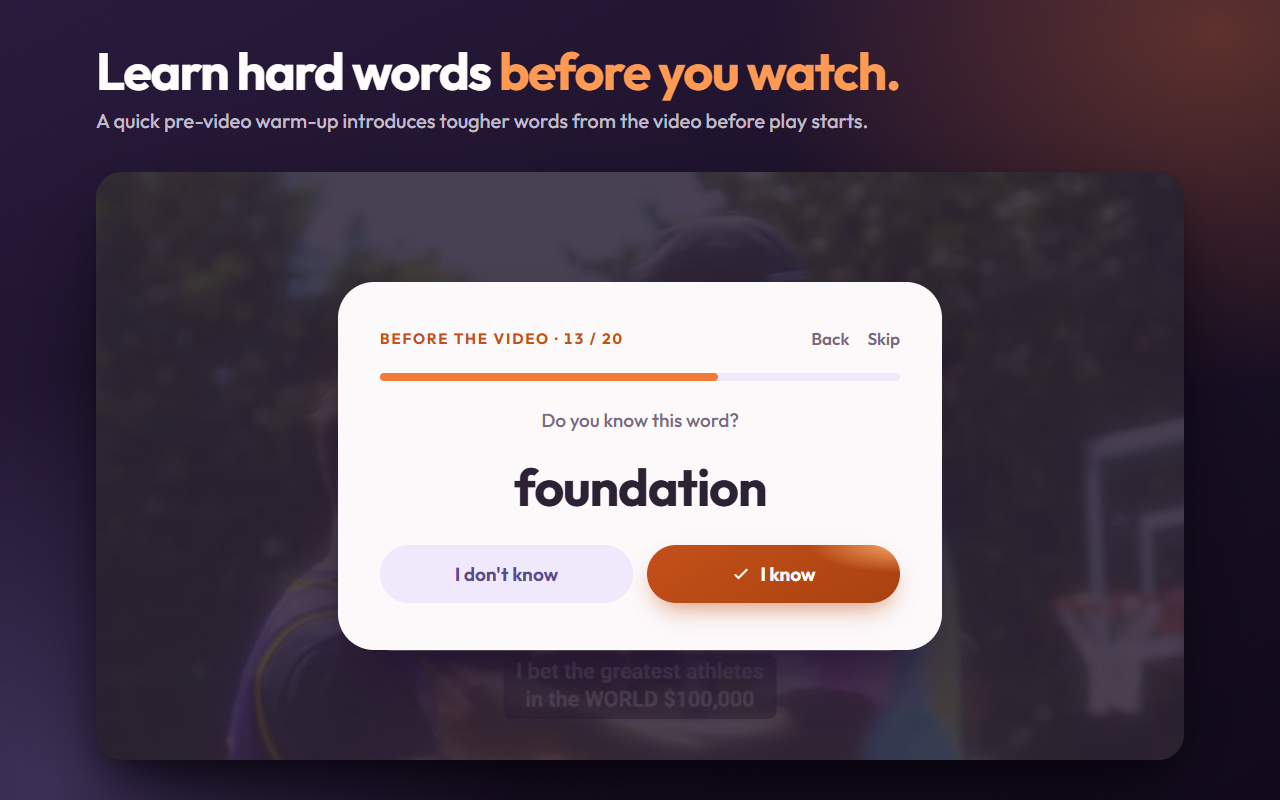 Learn hard words before you watch.
A quick pre-video warm-up introduces tougher words from the video before play starts.
BEFORE THE VIDEO · 13 / 20
Back Skip
Do you know this word?
foundation
I don't know
✓ I know
I bet the greatest athletes
in the WORLD $100,000